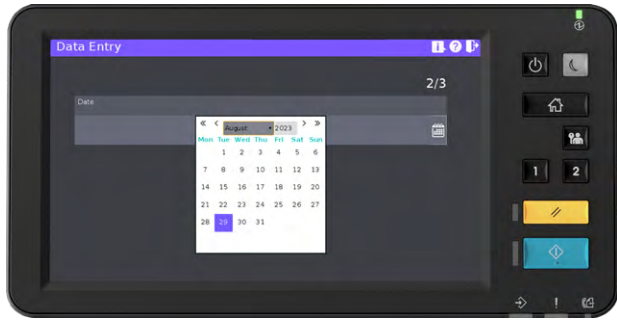 Data Entry
2/3
Date
« < August 2023 > »
Mon Tue Wed Thu Fri Sat Sun
1 2 3 4 5 6
7 8 9 10 11 12 13
14 15 16 17 18 19 20
21 22 23 24 25 26 27
28 29 30 31
1 2